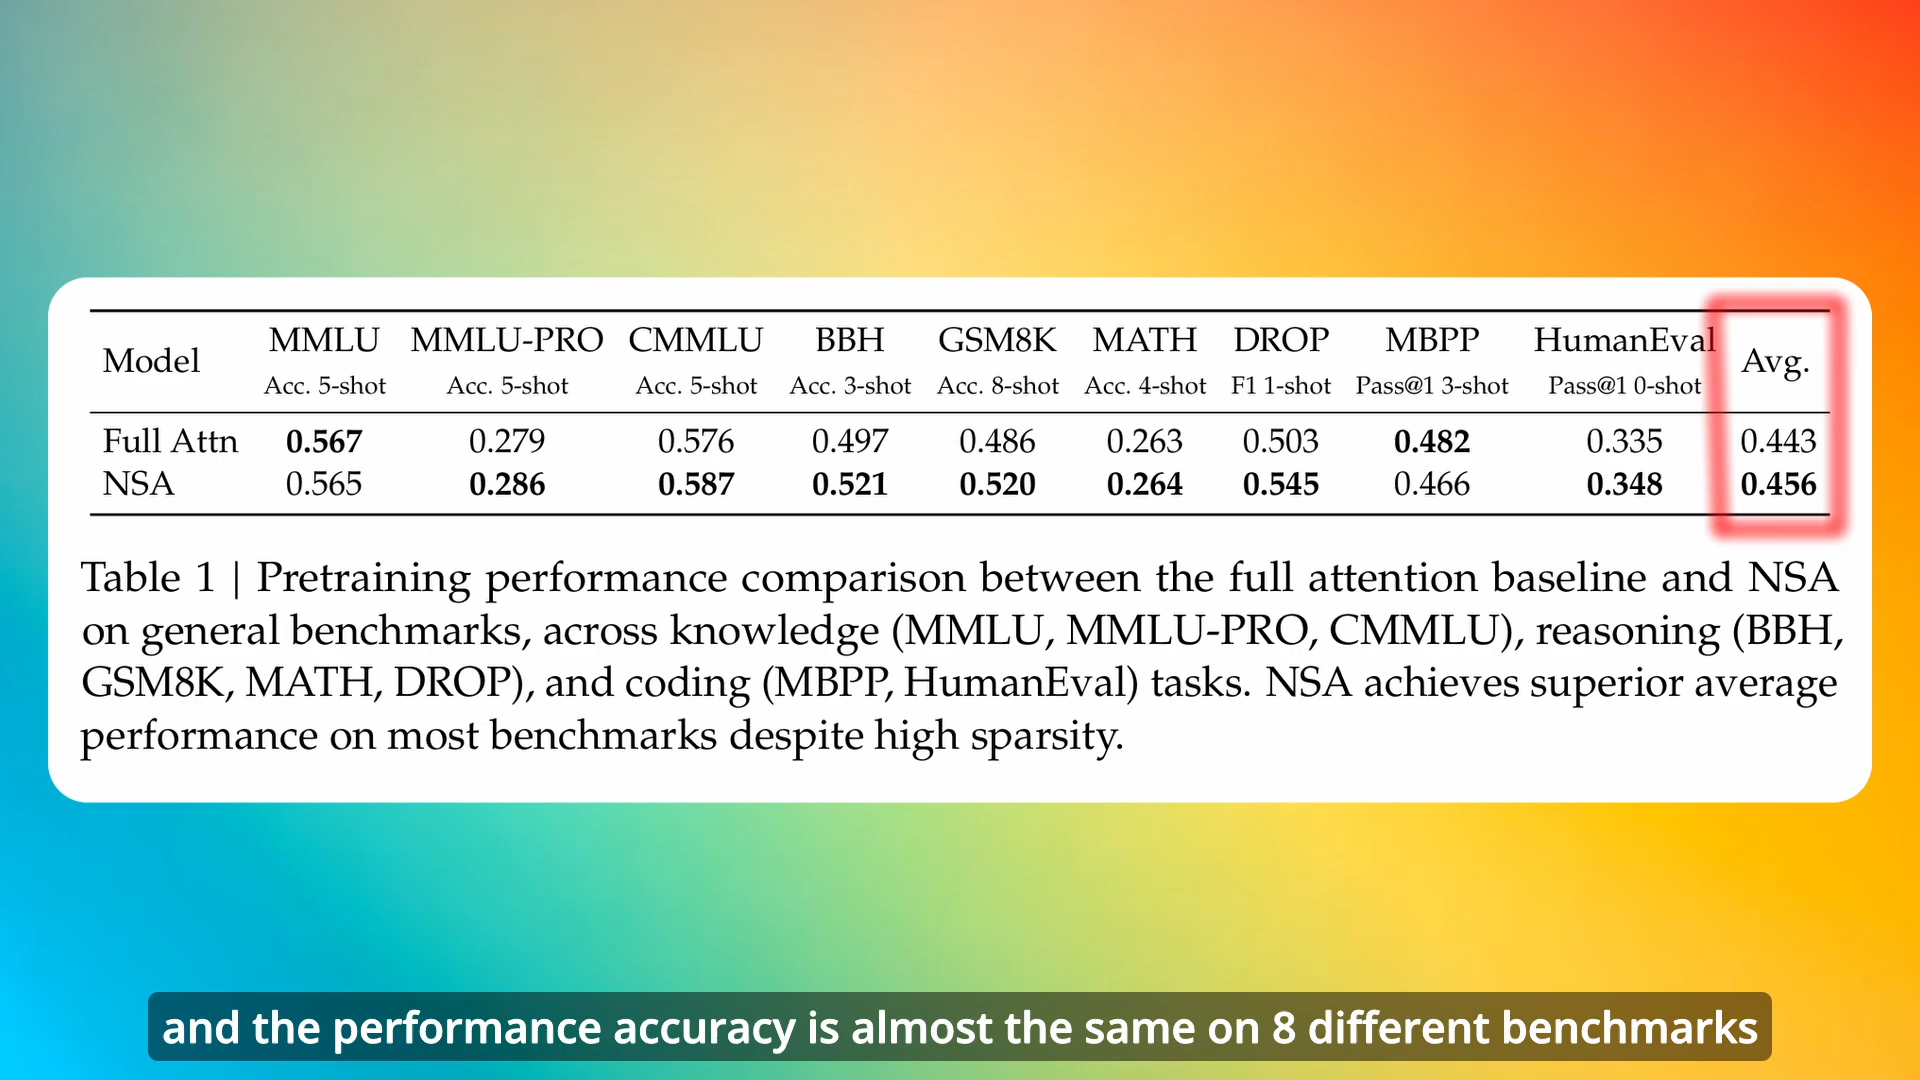 Model MMLU MMLU-PRO CMMLU BBH GSM8K MATH DROP MBPP HumanEval Avg.
Acc. 5-shot Acc. 5-shot Acc. 5-shot Acc. 3-shot Acc. 8-shot Acc. 4-shot F1 1-shot Pass@1 3-shot Pass@1 0-shot
Full Attn 0.567 0.279 0.576 0.497 0.486 0.263 0.503 0.482 0.335 0.443
NSA 0.565 0.286 0.587 0.521 0.520 0.264 0.545 0.466 0.348 0.456
Table 1 | Pretraining performance comparison between the full attention baseline and NSA
on general benchmarks, across knowledge (MMLU, MMLU-PRO, CMMLU), reasoning (BBH,
GSM8K, MATH, DROP), and coding (MBPP, HumanEval) tasks. NSA achieves superior average
performance on most benchmarks despite high sparsity.
and the performance accuracy is almost the same on 8 different benchmarks